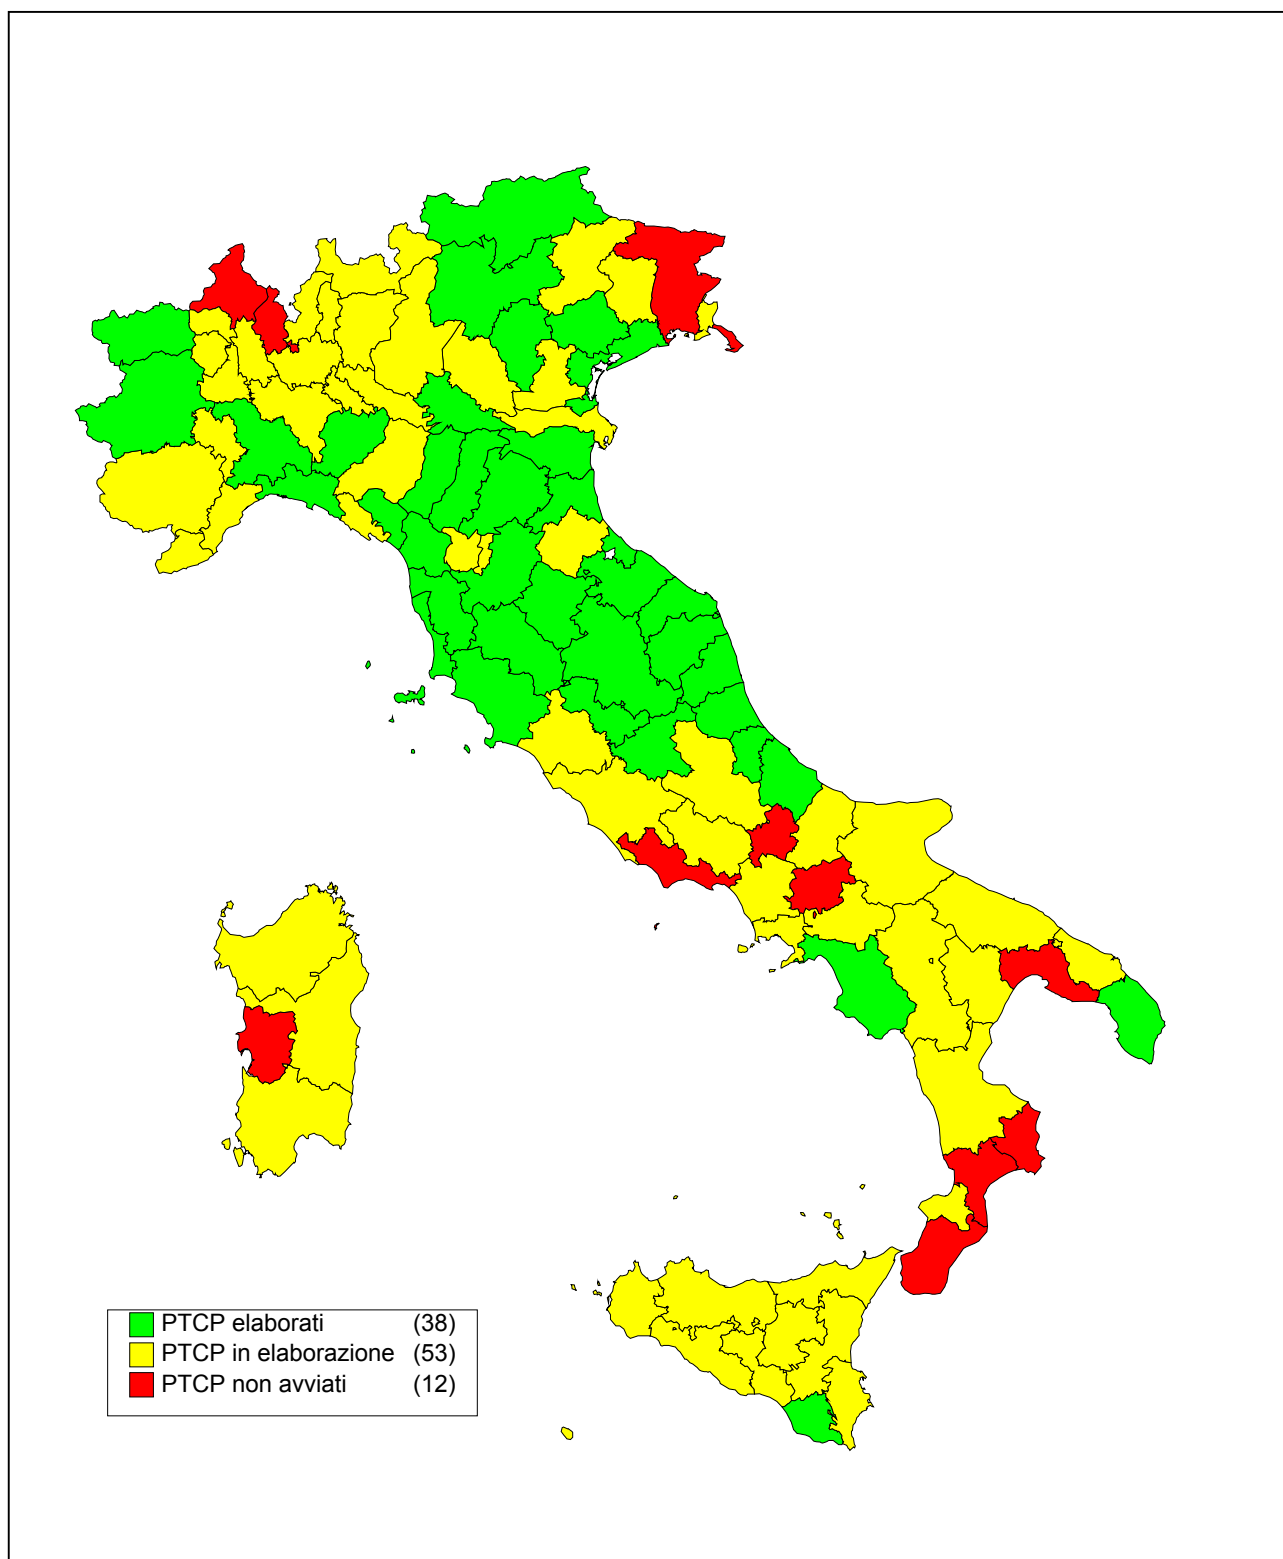 PTCP elaborati (38)
PTCP in elaborazione (53)
PTCP non avviati (12)